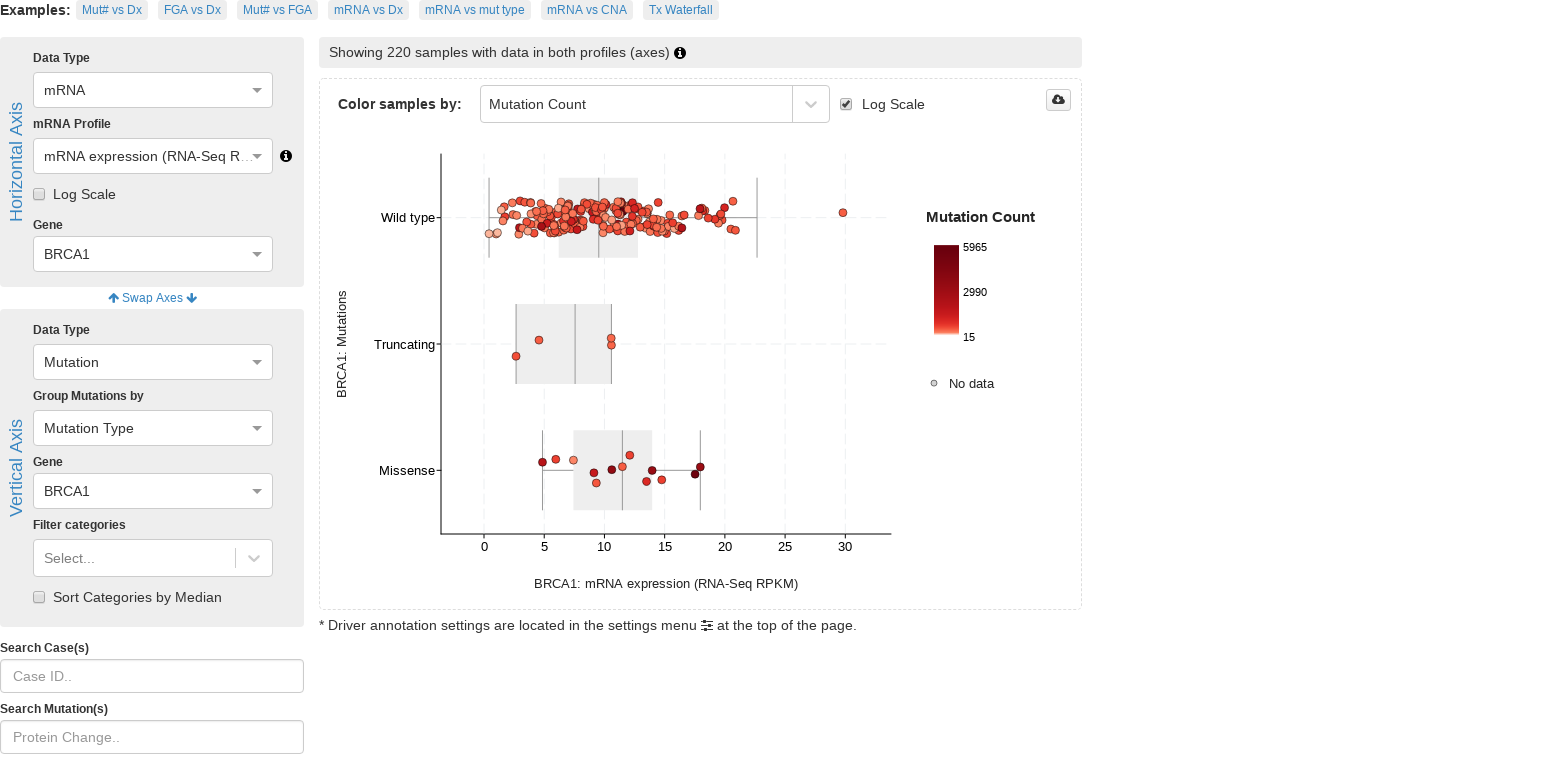 Examples: Mut# vs Dx FGA vs Dx Mut# vs FGA mRNA vs Dx mRNA vs mut type mRNA vs CNA Tx Waterfall
Horizontal Axis
Data Type
mRNA
mRNA Profile
mRNA expression (RNA-Seq R...
Log Scale
Gene
BRCA1
Swap Axes
Vertical Axis
Data Type
Mutation
Group Mutations by
Mutation Type
Gene
BRCA1
Filter categories
Select...
Sort Categories by Median
Search Case(s)
Case ID..
Search Mutation(s)
Protein Change..
Showing 220 samples with data in both profiles (axes)
Color samples by: Mutation Count Log Scale
BRCA1: Mutations
Wild type
Truncating
Missense
0 5 10 15 20 25 30
BRCA1: mRNA expression (RNA-Seq RPKM)
Mutation Count
5965
2990
15
No data
* Driver annotation settings are located in the settings menu at the top of the page.